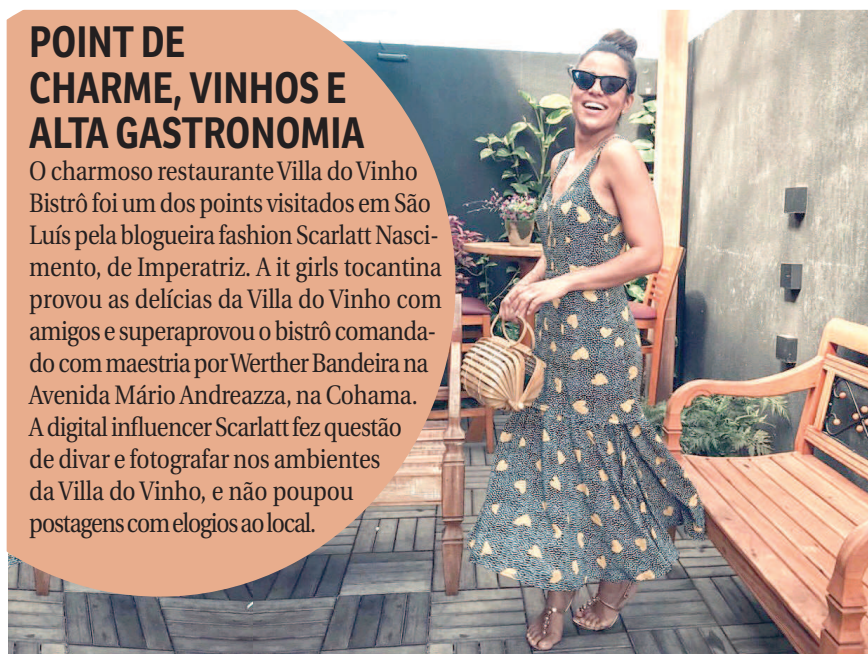 POINT DE
CHARME, VINHOS E
ALTA GASTRONOMIA
O charmoso restaurante Villa do Vinho
Bistrô foi um dos points visitados em São
Luís pela blogueira fashion Scarlatt Nasci-
mento, de Imperatriz. A it girls tocantina
provou as delícias da Villa do Vinho com
amigos e superaprovou o bistrô comanda-
do com maestria por Werther Bandeira na
Avenida Mário Andreazza, na Cohama.
A digital influencer Scarlatt fez questão
de divar e fotografar nos ambientes
da Villa do Vinho, e não poupou
postagens com elogios ao local.